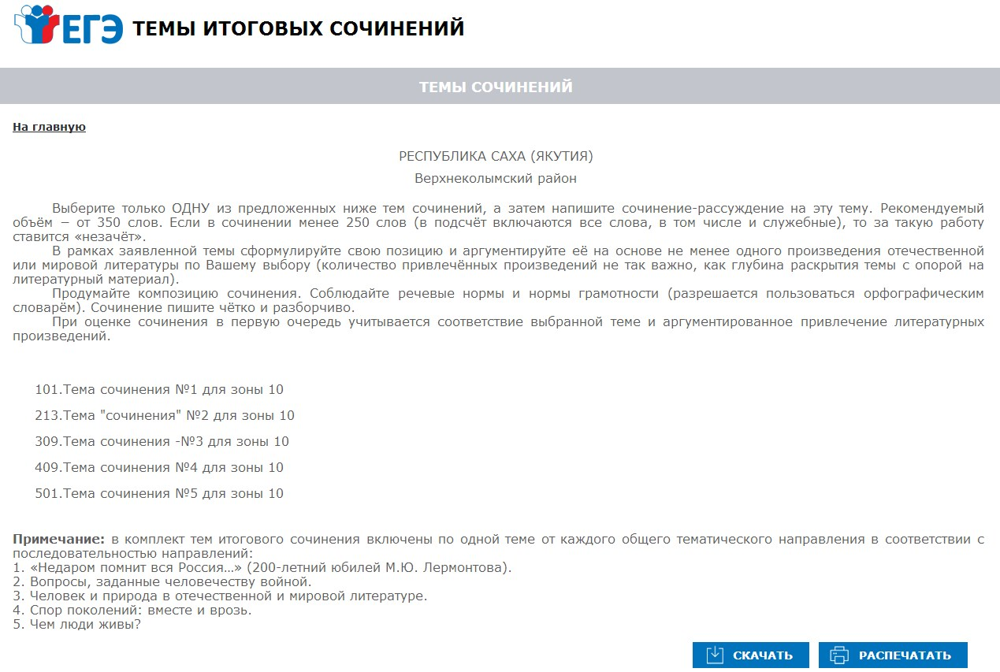 ЕГЭ ТЕМЫ ИТОГОВЫХ СОЧИНЕНИЙ
ТЕМЫ СОЧИНЕНИЙ
На главную
РЕСПУБЛИКА САХА (ЯКУТИЯ)
Верхнеколымский район
Выберите только ОДНУ из предложенных ниже тем сочинений, а затем напишите сочинение-рассуждение на эту тему. Рекомендуемый
объём – от 350 слов. Если в сочинении менее 250 слов (в подсчёт включаются все слова, в том числе и служебные), то за такую работу
ставится «незачёт».
В рамках заявленной темы сформулируйте свою позицию и аргументируйте её на основе не менее одного произведения отечественной
или мировой литературы по Вашему выбору (количество привлечённых произведений не так важно, как глубина раскрытия темы с опорой на
литературный материал).
Продумайте композицию сочинения. Соблюдайте речевые нормы и нормы грамотности (разрешается пользоваться орфографическим
словарём). Сочинение пишите чётко и разборчиво.
При оценке сочинения в первую очередь учитывается соответствие выбранной теме и аргументированное привлечение литературных
произведений.
101.Тема сочинения №1 для зоны 10
213.Тема "сочинения" №2 для зоны 10
309.Тема сочинения -№3 для зоны 10
409.Тема сочинения №4 для зоны 10
501.Тема сочинения №5 для зоны 10
Примечание: в комплект тем итогового сочинения включены по одной теме от каждого общего тематического направления в соответствии с
последовательностью направлений:
1. «Недаром помнит вся Россия…» (200-летний юбилей М.Ю. Лермонтова).
2. Вопросы, заданные человечеству войной.
3. Человек и природа в отечественной и мировой литературе.
4. Спор поколений: вместе и врозь.
5. Чем люди живы?
СКАЧАТЬ РАСПЕЧАТАТЬ